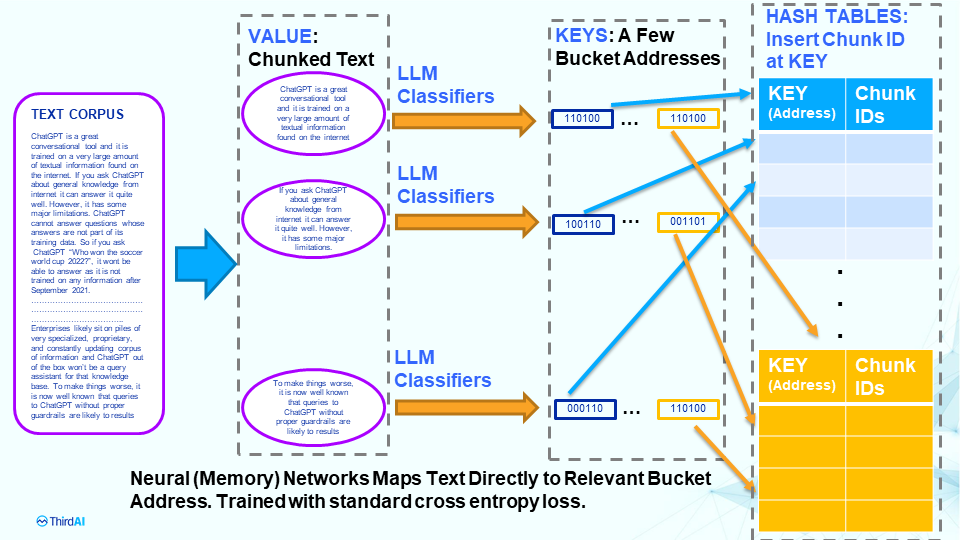 TEXT CORPUS
ChatGPT is a great
conversational tool and it is
trained on a very large amount
of textual information found on
the internet. If you ask ChatGPT
about general knowledge from
internet it can answer it quite
well. However, it has some
major limitations. ChatGPT
cannot answer questions whose
answers are not part of its
training data. So if you ask
ChatGPT “Who won the soccer
world cup 2022?”, it wont be
able to answer as it is not
trained on any information after
September 2021.
……………………………………
……………………………………
……………………………..
Enterprises likely sit on piles of
very specialized, proprietary,
and constantly updating corpus
of information and ChatGPT out
of the box won’t be a query
assistant for that knowledge
base. To make things worse, it
is now well known that queries
to ChatGPT without proper
guardrails are likely to results
VALUE:
Chunked Text
ChatGPT is a great
conversational tool
and it is trained on a
very large amount of
textual information
found on the internet
If you ask ChatGPT
about general
knowledge from
internet it can answer
it quite well. However,
it has some major
limitations.
To make things worse,
it is now well known
that queries to
ChatGPT without
proper guardrails are
likely to results
LLM
Classifiers
LLM
Classifiers
LLM
Classifiers
KEYS: A Few
Bucket Addresses
110100 ... 110100
100110 ... 001101
000110 ... 110100
HASH TABLES:
Insert Chunk ID
at KEY
KEY
(Address)
Chunk
IDs
.
.
.
KEY
(Address)
Chunk
IDs
Neural (Memory) Networks Maps Text Directly to Relevant Bucket
Address. Trained with standard cross entropy loss.
ThirdAI